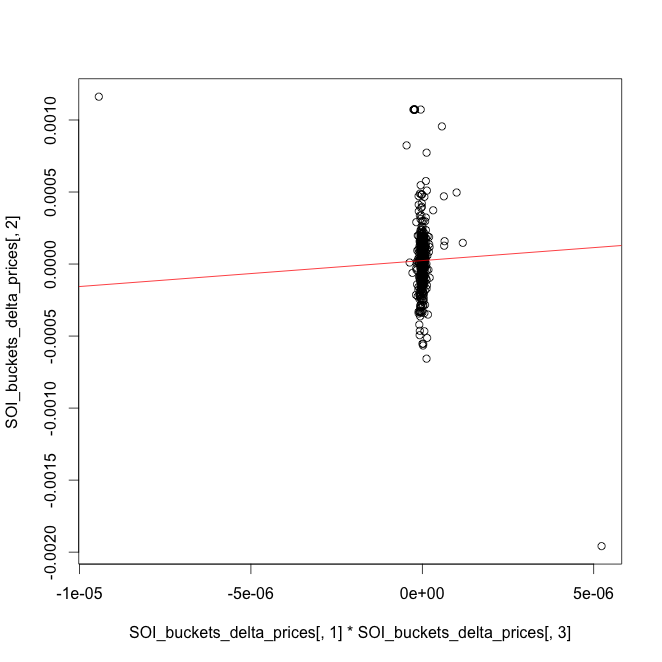 0.0010
0.0005
0.0000
-0.0005
-0.0010
-0.0015
-0.0020
SOI_buckets_delta_prices[, 2]
-1e-05 -5e-06 0e+00 5e-06
SOI_buckets_delta_prices[, 1] * SOI_buckets_delta_prices[, 3]